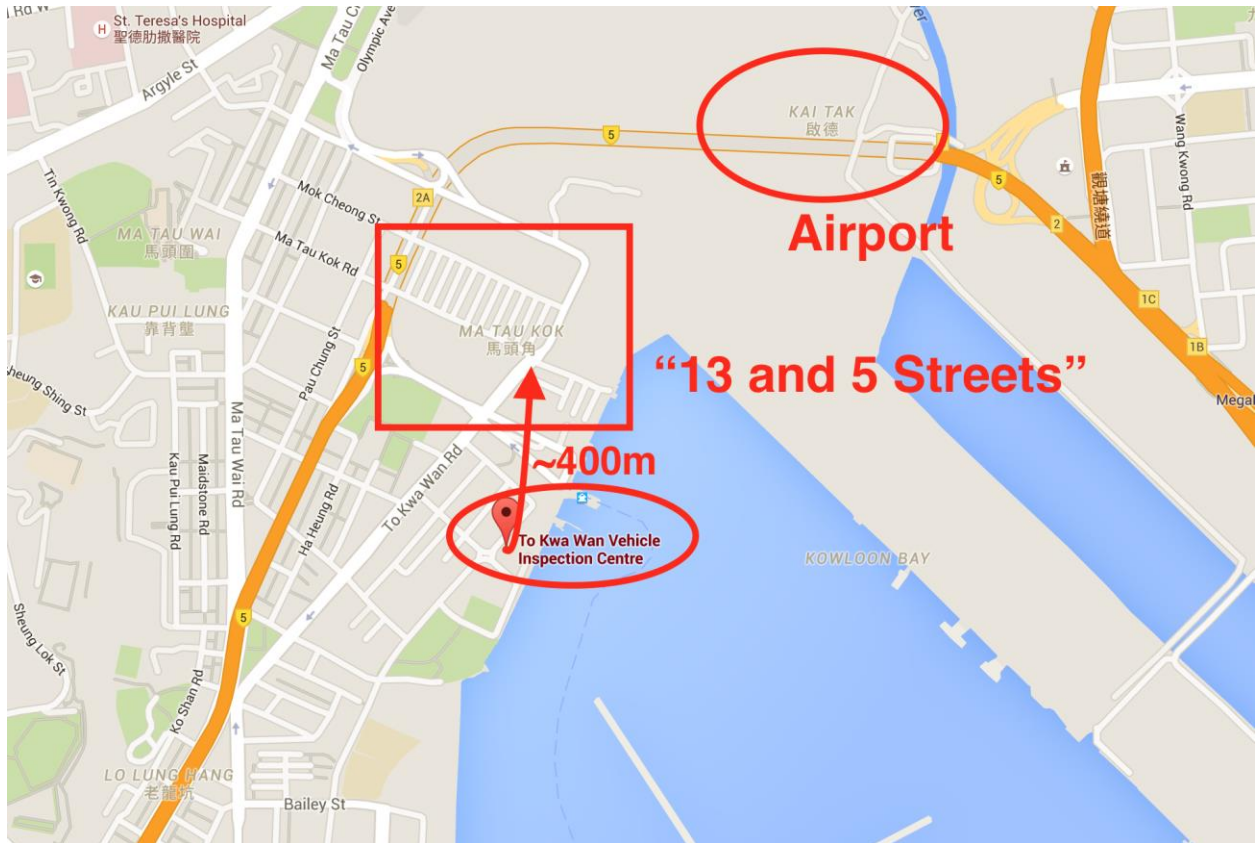 St. Teresa's Hospital
聖德肋撒醫院
H
Argyle St
Ma Tau C
Olympic Ave
KAI TAK
啟德
5
Wang Kwong Rd
觀塘繞道
2
1C
1B
Airport
Tin Kwong Rd
Mok Cheong St
2A
MA TAU WAI
馬頭圍
Ma Tau Kok Rd
5
5
KAU PUI LUNG
靠背壟
Pau Chung St
MA TAU KOK
馬頭角
“13 and 5 Streets”
5
Sheung Shing St
Megal
Ma Tau Wai Rd
Kau Pui Lung Rd
Maidstone Rd
Ha Heung Rd
To Kwa Wan Rd
~400m
To Kwa Wan Vehicle
Inspection Centre
KOWLOON BAY
5
Sheung Lok St
Ko Shan Rd
LO LUNG HANG
老龍坑
Bailey St